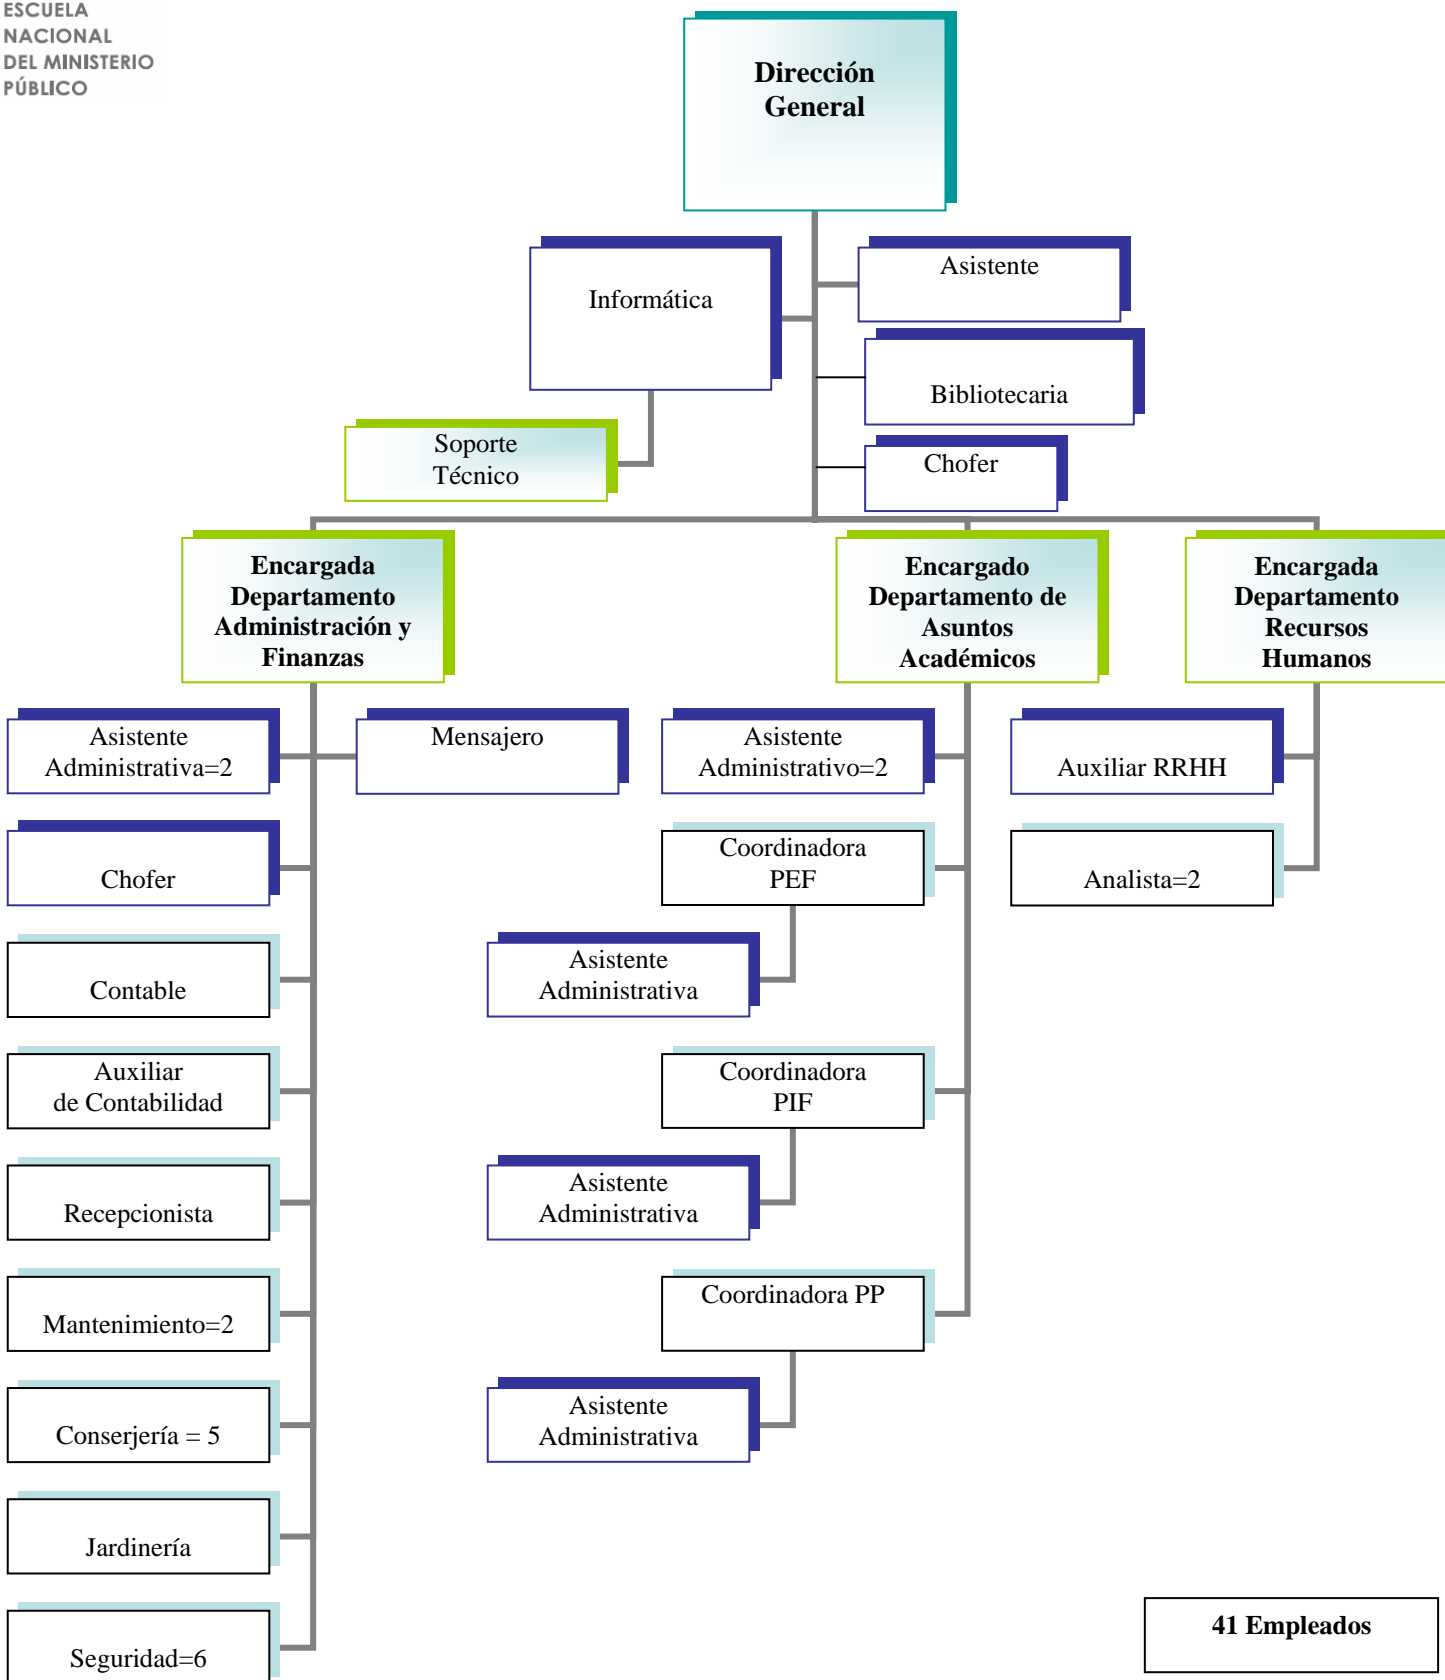 ESCUELA
NACIONAL
DEL MINISTERIO
PÚBLICO
Dirección
General
Informática
Asistente
Bibliotecaria
Soporte
Técnico
Chofer
Encargada
Departamento
Administración y
Finanzas
Encargado
Departamento de
Asuntos
Académicos
Encargada
Departamento
Recursos
Humanos
Asistente
Administrativa=2
Mensajero
Asistente
Administrativo=2
Auxiliar RRHH
Chofer
Coordinadora
PEF
Analista=2
Contable
Asistente
Administrativa
Auxiliar
de Contabilidad
Coordinadora
PIF
Recepcionista
Asistente
Administrativa
Mantenimiento=2
Coordinadora PP
Conserjería = 5
Asistente
Administrativa
Jardinería
Seguridad=6
41 Empleados